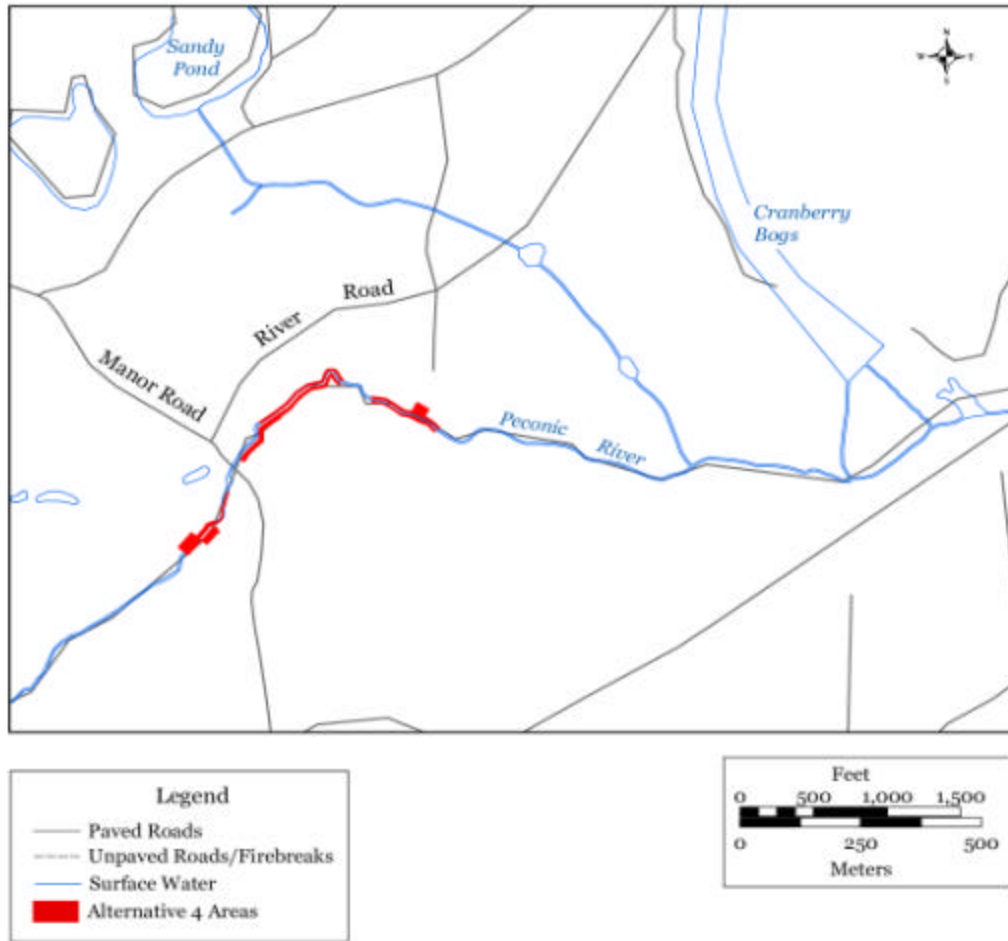 Sandy
Pond
N
W
S
Cranberry
Bogs
River Road
Manor Road
Peconic River
Legend
Paved Roads
Unpaved Roads/Firebreaks
Surface Water
Alternative 4 Areas
Feet
0 500 1,000 1,500
0 250 500
Meters